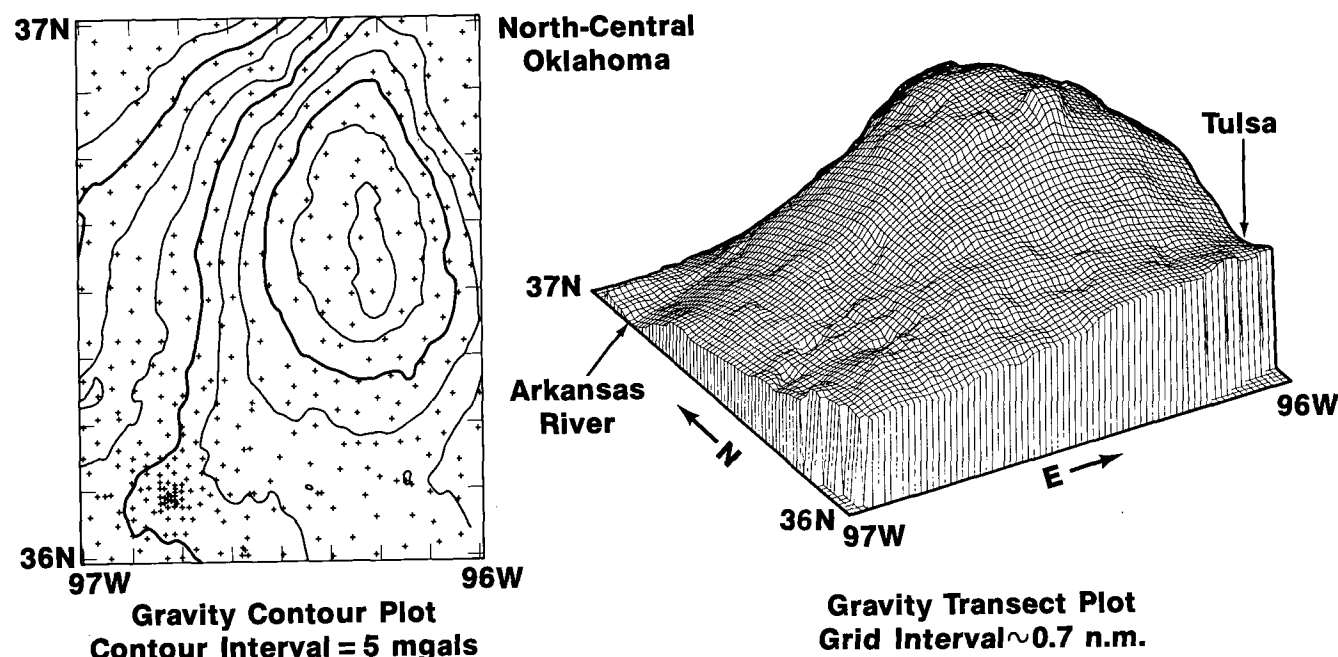 37N
North-Central
Oklahoma
36N
97W
96W
Gravity Contour Plot
Contour Interval = 5 mgals
Tulsa
37N
Arkansas
River
N
E
36N
97W
96W
Gravity Transect Plot
Grid Interval~0.7 n.m.